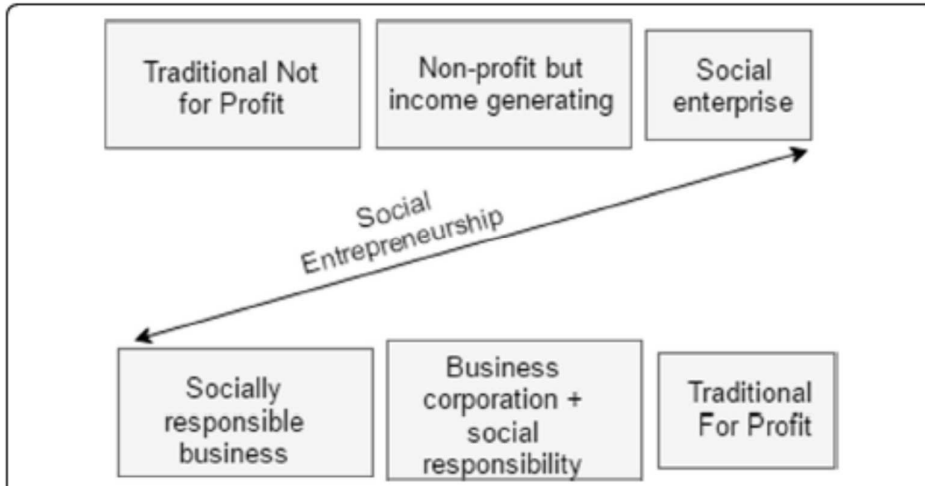 Traditional Not
for Profit
Non-profit but
income generating
Social
enterprise
Social
Entrepreneurship
Socially
responsible
business
Business
corporation +
social
responsibility
Traditional
For Profit